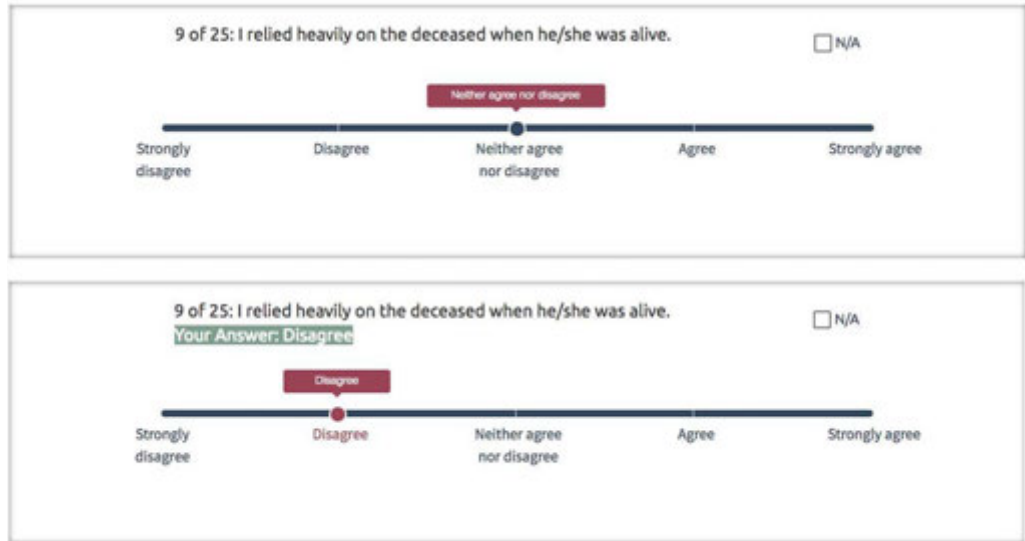 9 of 25: I relied heavily on the deceased when he/she was alive.
N/A
Neither agree nor disagree
Strongly disagree
Disagree
Neither agree nor disagree
Agree
Strongly agree
9 of 25: I relied heavily on the deceased when he/she was alive.
N/A
Your Answer: Disagree
Disagree
Strongly disagree
Disagree
Neither agree nor disagree
Agree
Strongly agree